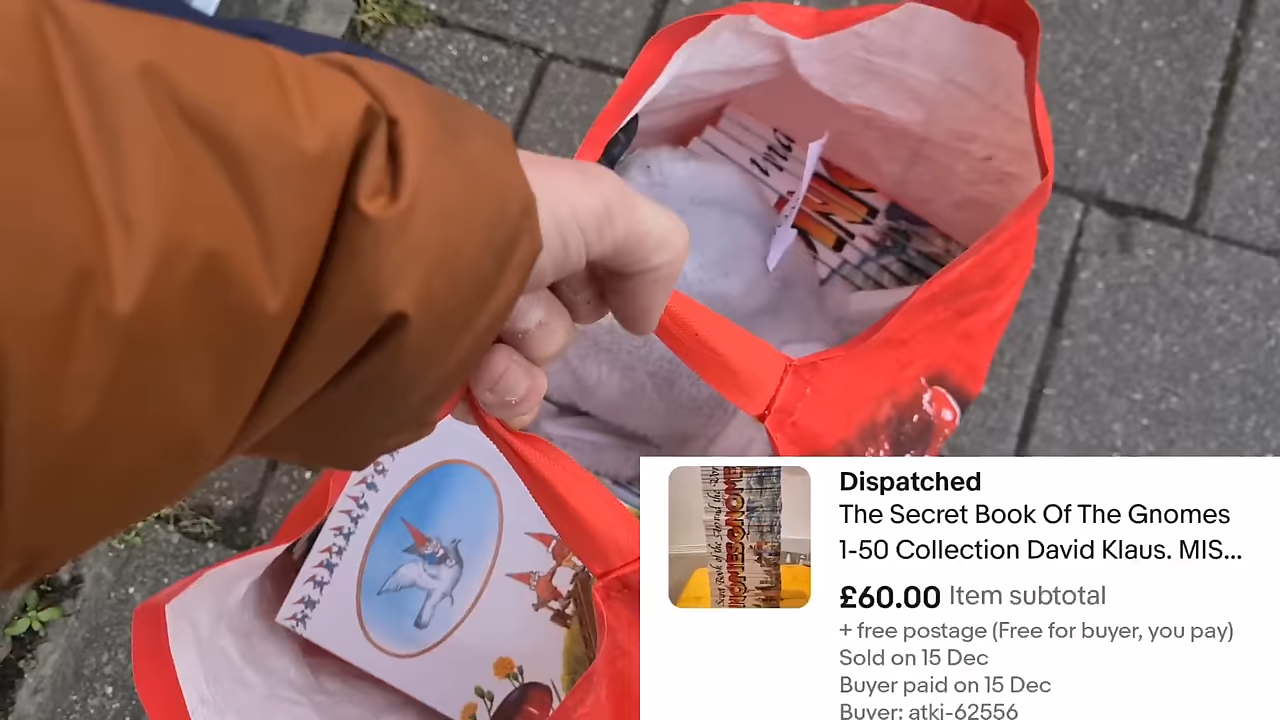 Dispatched
The Secret Book Of The Gnomes
1-50 Collection David Klaus. MIS...
£60.00 Item subtotal
+ free postage (Free for buyer, you pay)
Sold on 15 Dec
Buyer paid on 15 Dec
Buyer: atki-62556